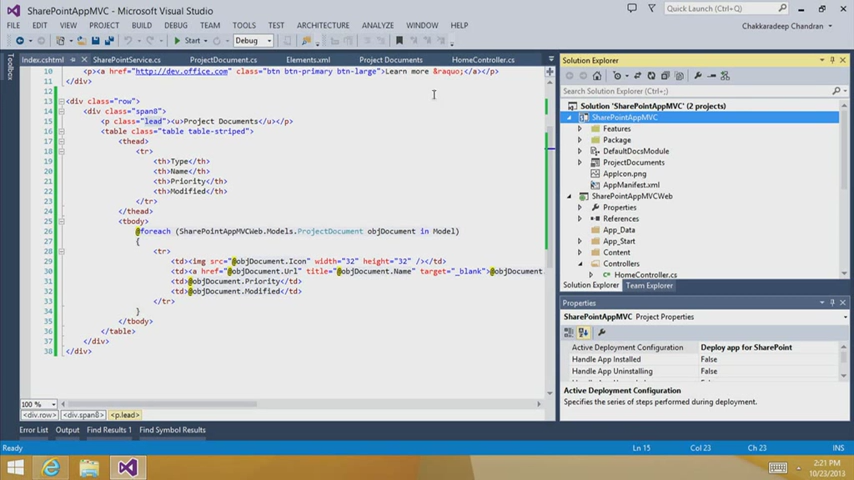 SharePointAppMVC - Microsoft Visual Studio
Quick Launch (Ctrl+Q)
FILE EDIT VIEW PROJECT BUILD DEBUG TEAM TOOLS TEST ARCHITECTURE ANALYZE WINDOW HELP
Chakkaradeep Chandran
Start Debug
Toolbox
Index.cshtml SharePointService.cs ProjectDocument.cs Elements.xml Project Documents HomeController.cs
10 <p><a href="http://dev.office.com" class="btn btn-primary btn-large">Learn more &raquo;</a></p>
11 </div>
12
13 <div class="row">
14 <div class="span8">
15 <p class="lead"><u>Project Documents</u></p>
16 <table class="table table-striped">
17 <thead>
18 <tr>
19 <th>Type</th>
20 <th>Name</th>
21 <th>Priority</th>
22 <th>Modified</th>
23 </tr>
24 </thead>
25 <tbody>
26 @foreach (SharePointAppMVCWeb.Models.ProjectDocument objDocument in Model)
27 {
28 <tr>
29 <td><img src="@objDocument.Icon" width="32" height="32" /></td>
30 <td><a href="@objDocument.Url" title="@objDocument.Name" target="_blank">@objDocument
31 <td>@objDocument.Priority</td>
32 <td>@objDocument.Modified</td>
33 </tr>
34 }
35 </tbody>
36 </table>
37 </div>
38 </div>
100 %
<div.row> <div.span8> <p.lead>
Error List Output Find Results 1 Find Symbol Results
Solution Explorer
Search Solution Explorer (Ctrl+;)
Solution 'SharePointAppMVC' (2 projects)
SharePointAppMVC
Features
Package
DefaultDocsModule
ProjectDocuments
AppIcon.png
AppManifest.xml
SharePointAppMVCWeb
Properties
References
App_Data
App_Start
Content
Controllers
HomeController.cs
Solution Explorer Team Explorer
Properties
SharePointAppMVC Project Properties
Active Deployment Configuration Deploy app for SharePoint
Handle App Installed False
Handle App Uninstalling False
Active Deployment Configuration
Specifies the series of steps performed during deployment.
Ready Ln 15 Col 23 Ch 23 INS
2:21 PM
10/23/2013